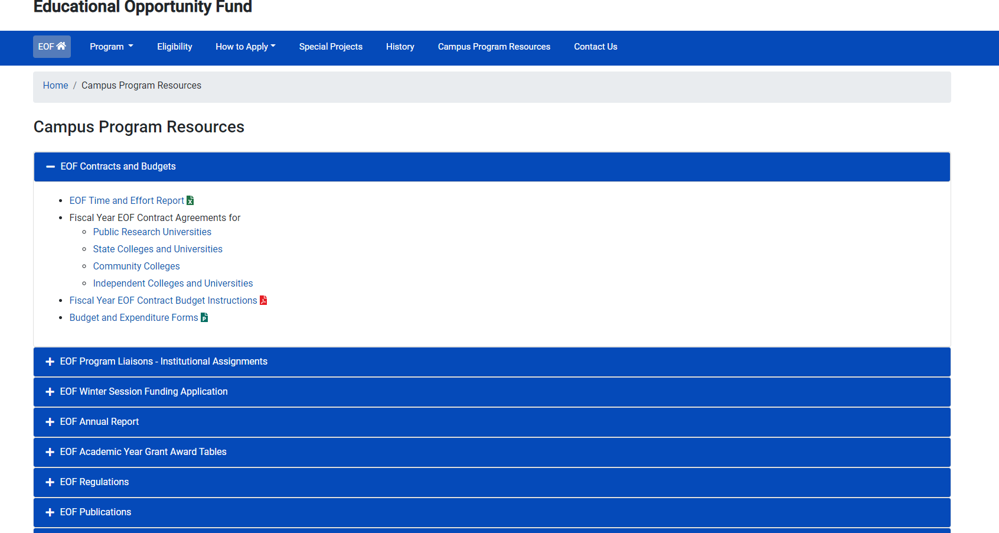 Educational Opportunity Fund
EOF Program Eligibility How to Apply Special Projects History Campus Program Resources Contact Us
Home / Campus Program Resources
Campus Program Resources
EOF Contracts and Budgets
EOF Time and Effort Report
Fiscal Year EOF Contract Agreements for
Public Research Universities
State Colleges and Universities
Community Colleges
Independent Colleges and Universities
Fiscal Year EOF Contract Budget Instructions
Budget and Expenditure Forms
EOF Program Liaisons - Institutional Assignments
EOF Winter Session Funding Application
EOF Annual Report
EOF Academic Year Grant Award Tables
EOF Regulations
EOF Publications